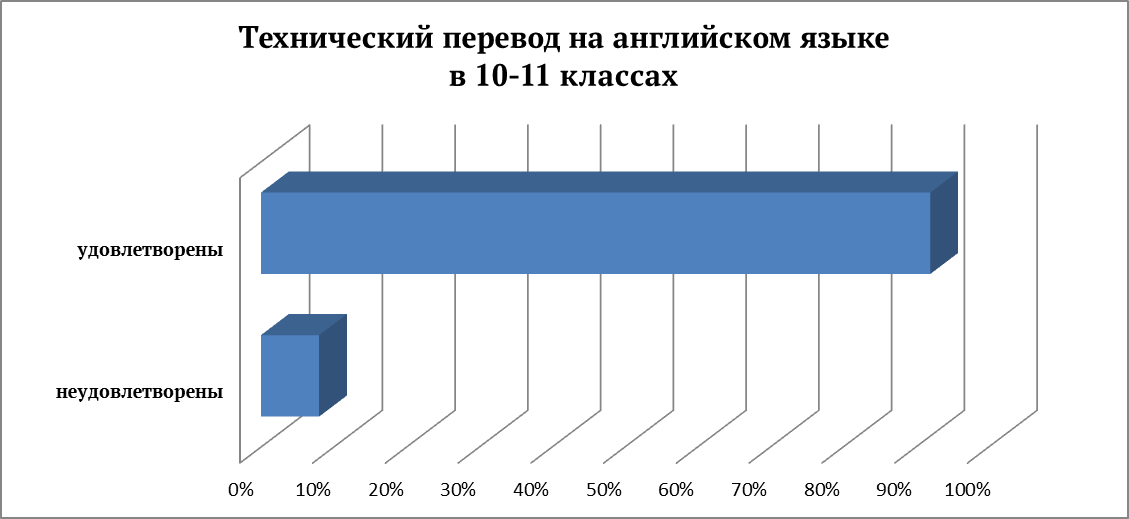 Технический перевод на английском языке
в 10-11 классах
удовлетворены
неудовлетворены
0% 10% 20% 30% 40% 50% 60% 70% 80% 90% 100%